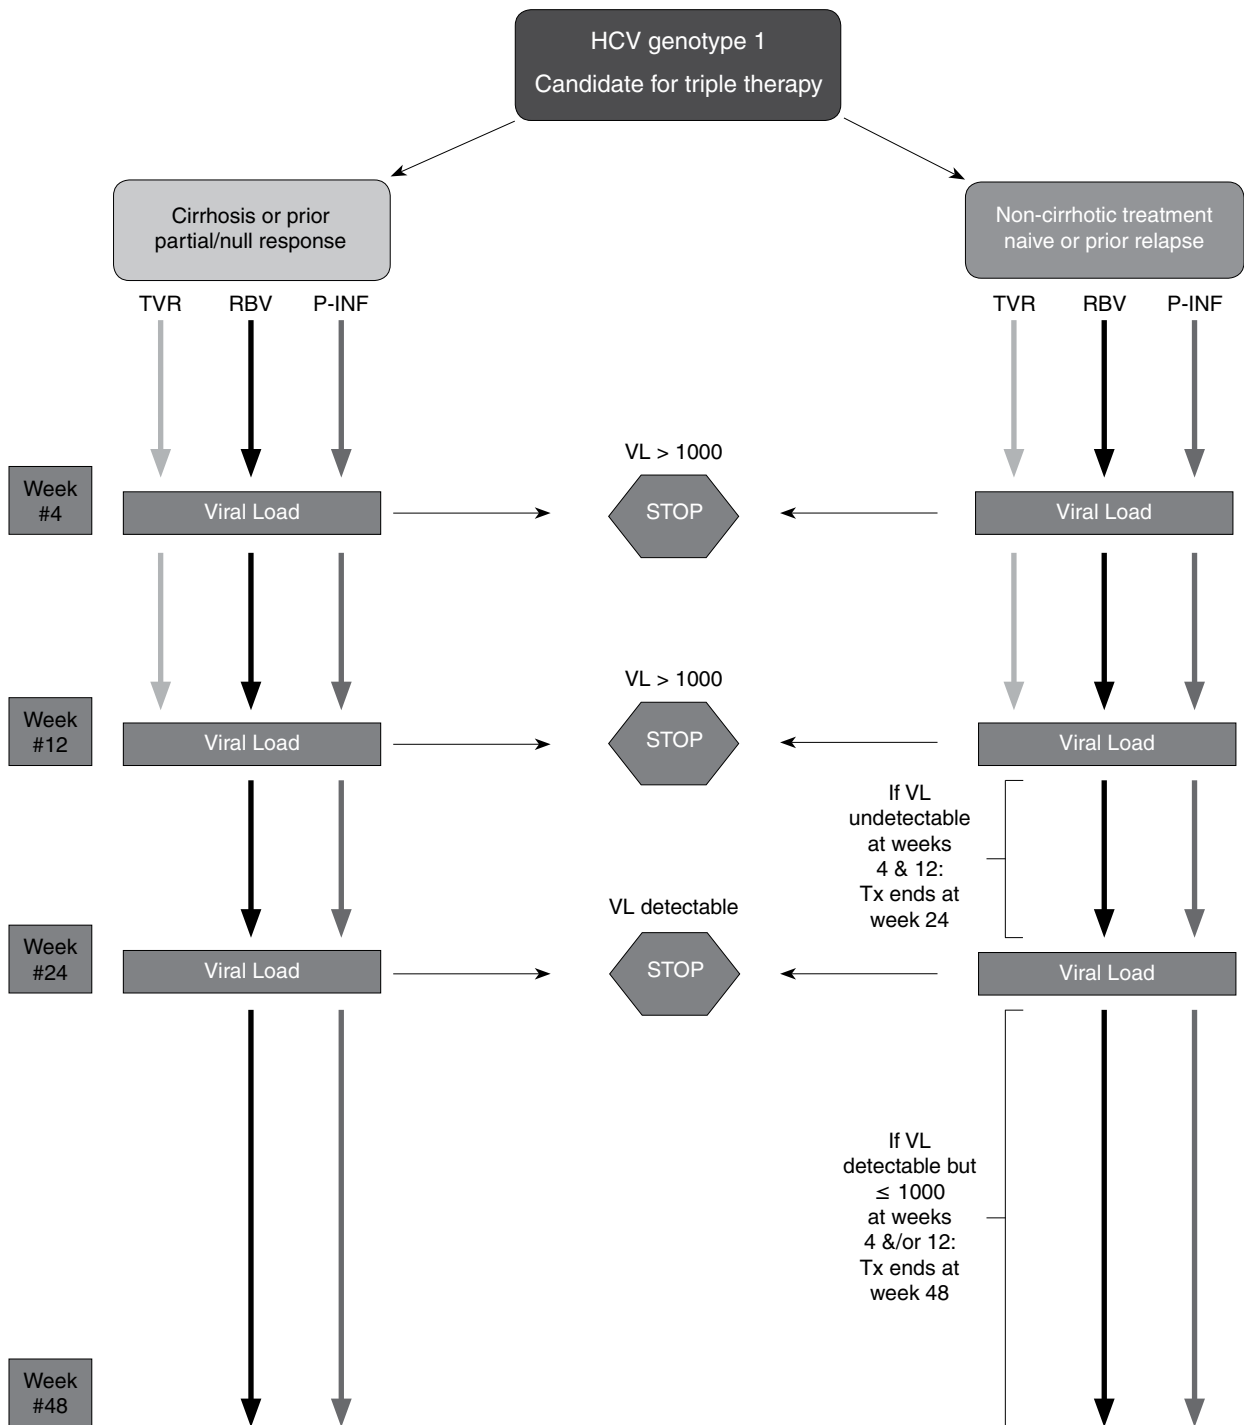 HCV genotype 1
Candidate for triple therapy
Cirrhosis or prior
partial/null response
Non-cirrhotic treatment
naive or prior relapse
TVR RBV P-INF
TVR RBV P-INF
VL > 1000
Week
#4
Viral Load
STOP
Viral Load
VL > 1000
Week
#12
Viral Load
STOP
Viral Load
If VL
undetectable
at weeks
4 & 12:
Tx ends at
week 24
VL detectable
Week
#24
Viral Load
STOP
Viral Load
If VL
detectable but
≤ 1000
at weeks
4 &/or 12:
Tx ends at
week 48
Week
#48